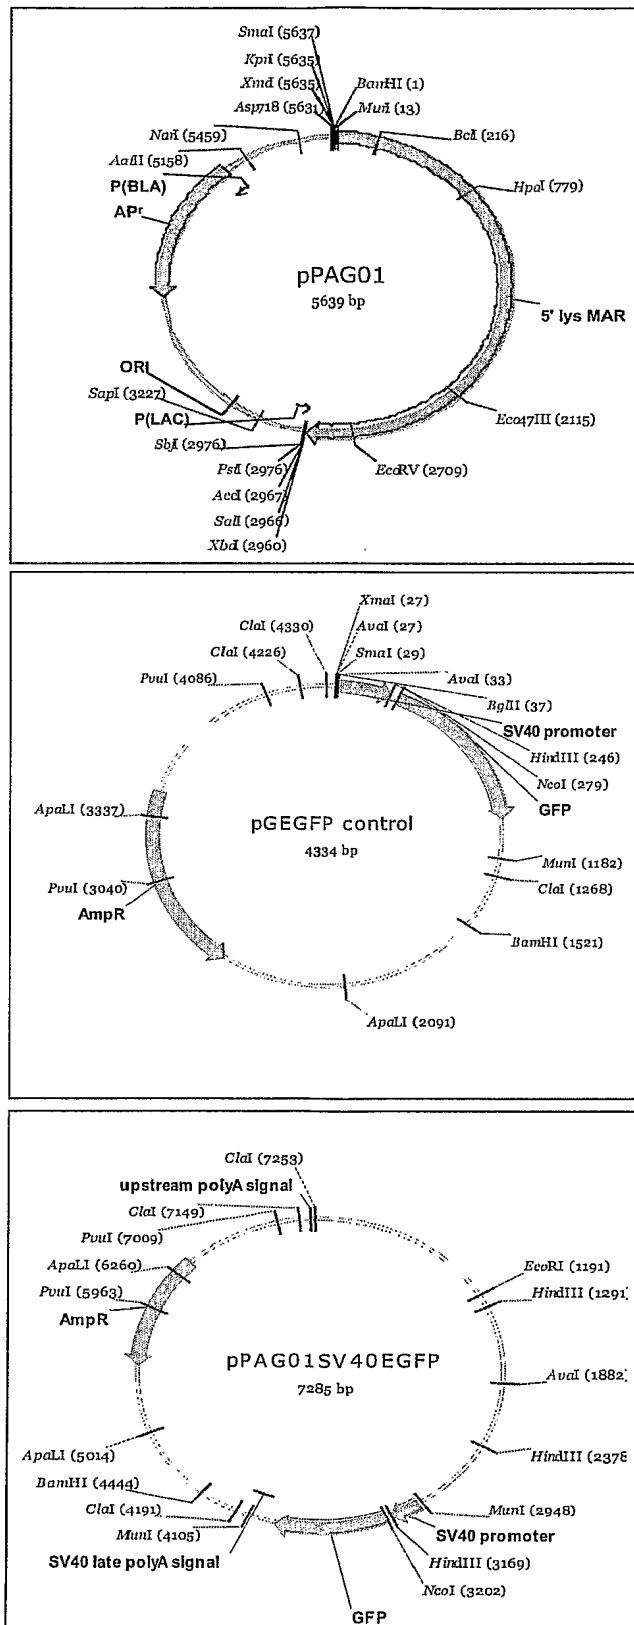 SmaI (5637)
KpnI (5635)
XmaI (5635)
Asp718 (5631)
BamHI (1)
MunI (13)
NarI (5459)
BclI (216)
AatII (5158)
P(BLA)
HpaI (779)
APr
pPAG01
5639 bp
5' lys MAR
ORI
SapI (3227)
P(LAC)
Eco47III (2115)
SbfI (2976)
PstI (2976)
EcoRV (2709)
AccI (2967)
SalI (2966)
XbaI (2960)
XmaI (27)
ClaI (4330)
AvaI (27)
ClaI (4226)
SmaI (29)
PvuI (4086)
AvaI (33)
BglII (37)
SV40 promoter
HindIII (246)
NcoI (279)
GFP
ApaLI (3337)
pGEGFP control
4334 bp
MunI (1182)
PvuI (3040)
ClaI (1268)
AmpR
BamHI (1521)
ApaLI (2091)
ClaI (7253)
upstream polyA signal
ClaI (7149)
PvuI (7009)
ApaLI (6260)
EcoRI (1191)
PvuI (5963)
HindIII (1291)
AmpR
pPAG01SV40EGFP
7285 bp
AvaI (1882)
ApaLI (5014)
HindIII (2378
BamHI (4444)
ClaI (4191)
MunI (2948)
MunI (4105)
SV40 promoter
SV40 late polyA signal
HindIII (3169)
NcoI (3202)
GFP